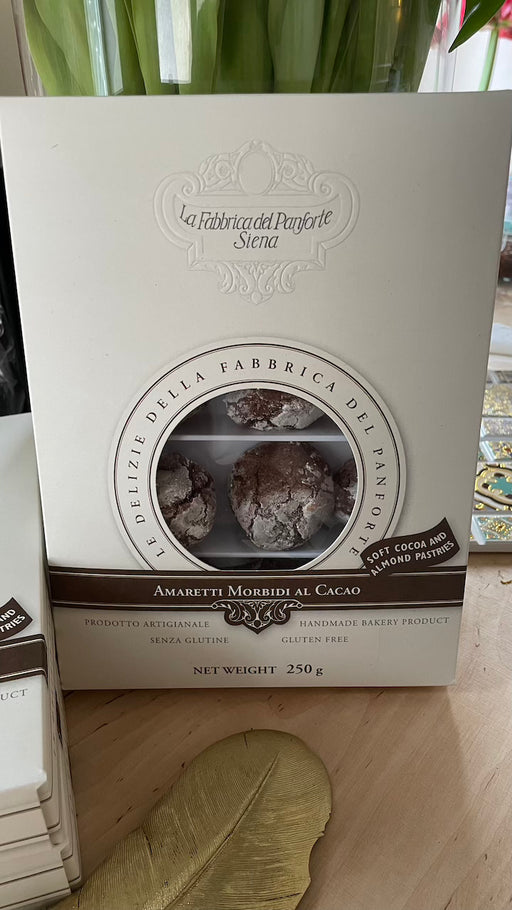 La Fabbrica del Panforte
Siena
LE DELIZIE DELLA FABBRICA DEL PANFORTE
SOFT COCOA AND
ALMOND PASTRIES
AMARETTI MORBIDI AL CACAO
PRODOTTO ARTIGIANALE
HANDMADE BAKERY PRODUCT
SENZA GLUTINE
GLUTEN FREE
NET WEIGHT 250 g